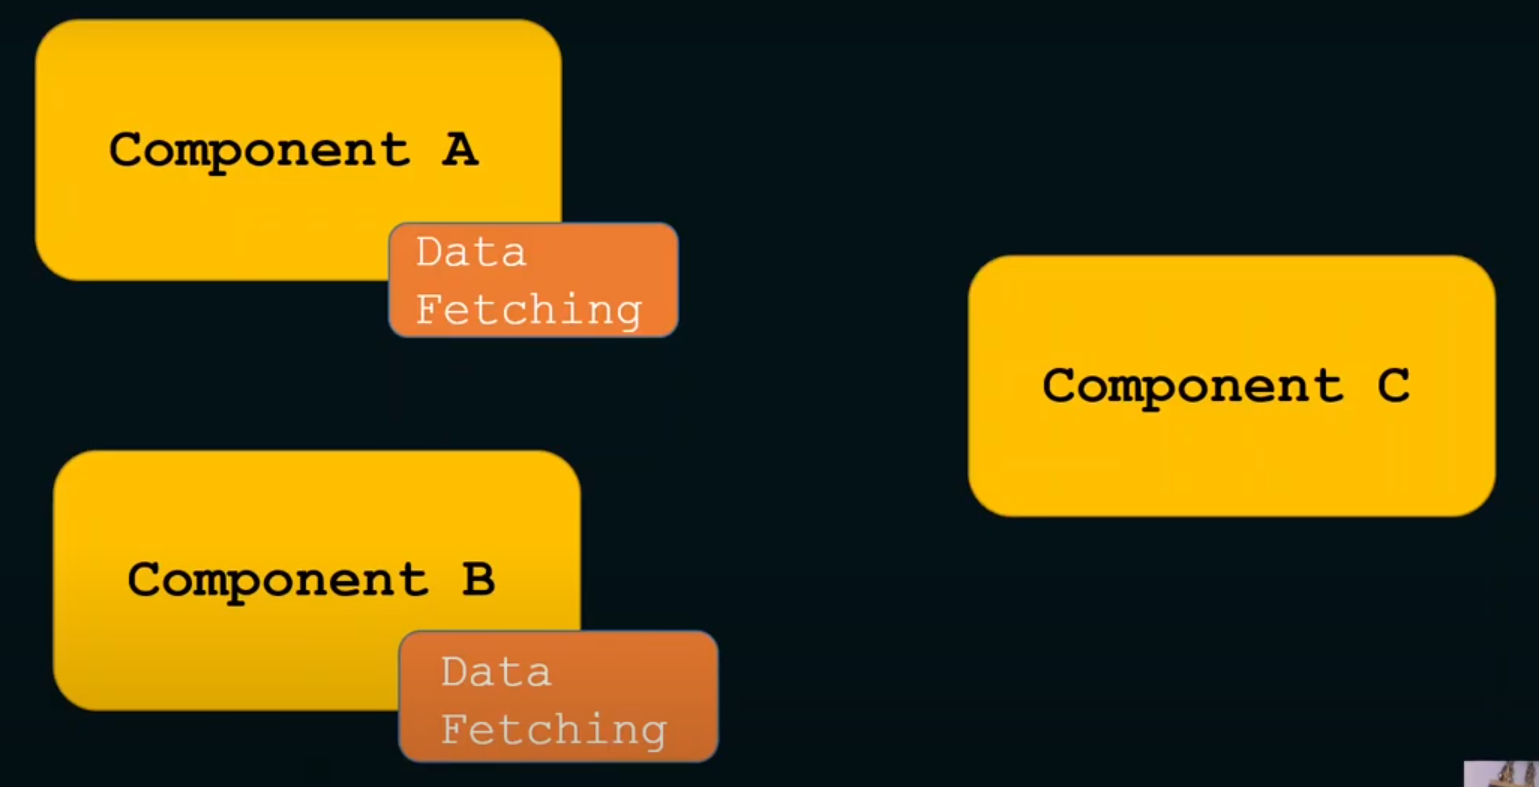 Component A
Data
Fetching
Component C
Component B
Data
Fetching